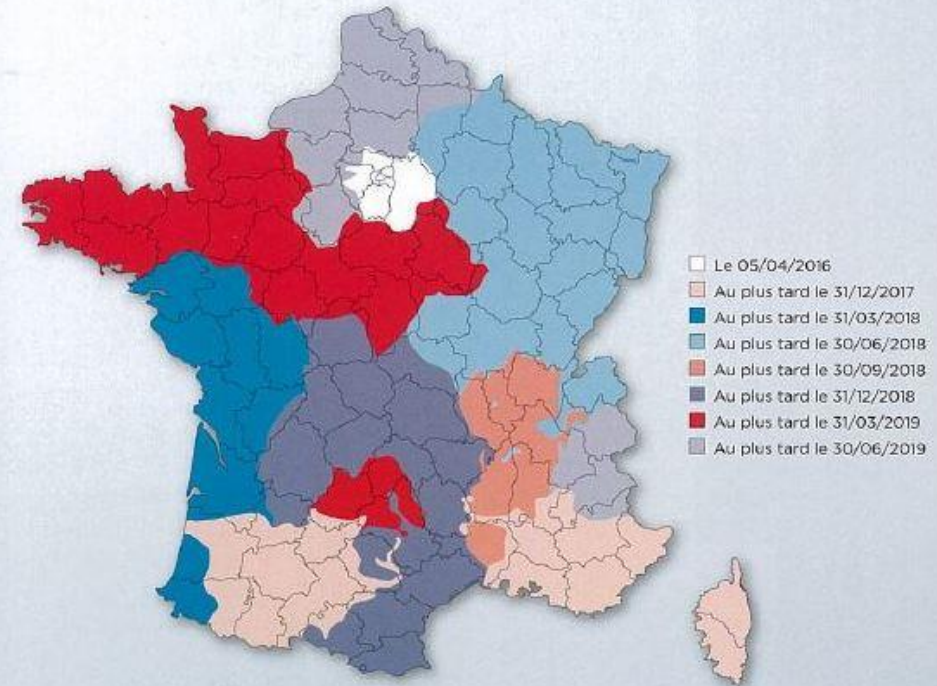 Le 05/04/2016
Au plus tard le 31/12/2017
Au plus tard le 31/03/2018
Au plus tard le 30/06/2018
Au plus tard le 30/09/2018
Au plus tard le 31/12/2018
Au plus tard le 31/03/2019
Au plus tard le 30/06/2019